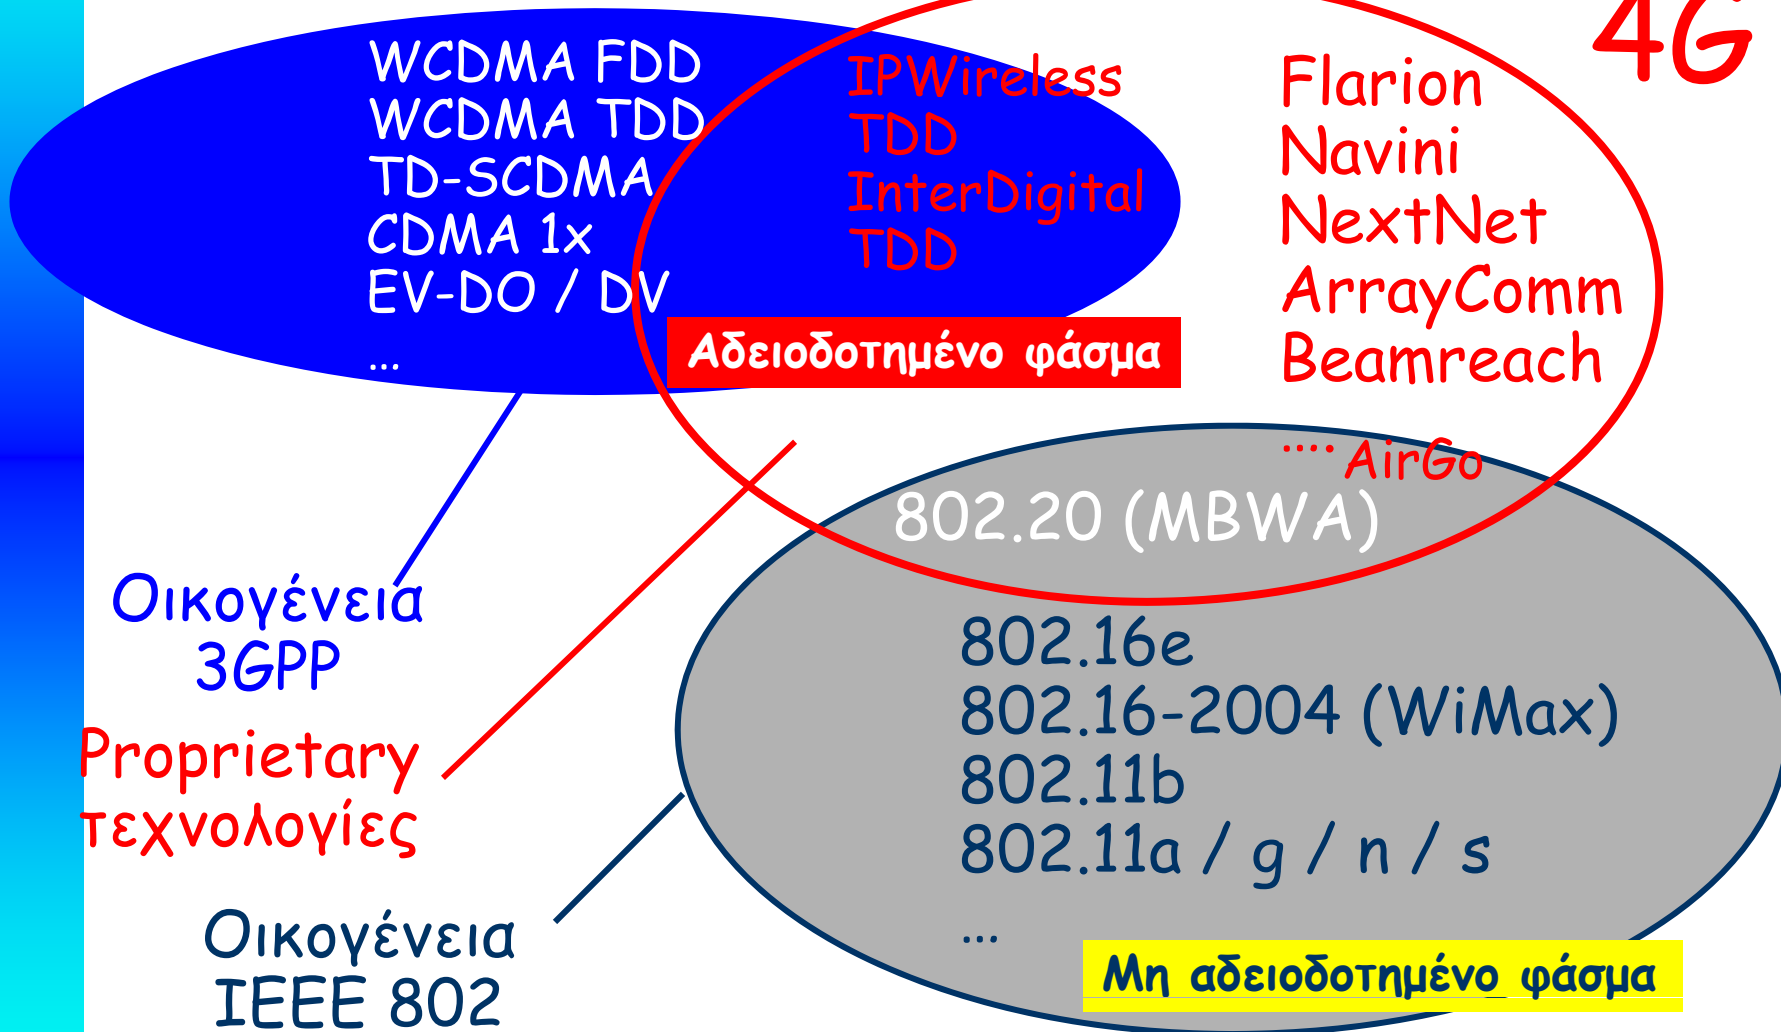 4G
WCDMA FDD
WCDMA TDD
TD-SCDMA
CDMA 1x
EV-DO / DV
...
IPWireless
TDD
InterDigital
TDD
Flarion
Navini
NextNet
ArrayComm
Beamreach
.... AirGo
Αδειοδοτημένο φάσμα
802.20 (MBWA)
802.16e
802.16-2004 (WiMax)
802.11b
802.11a / g / n / s
...
Μη αδειοδοτημένο φάσμα
Οικογένεια
3GPP
Proprietary
τεχνολογίες
Οικογένεια
IEEE 802